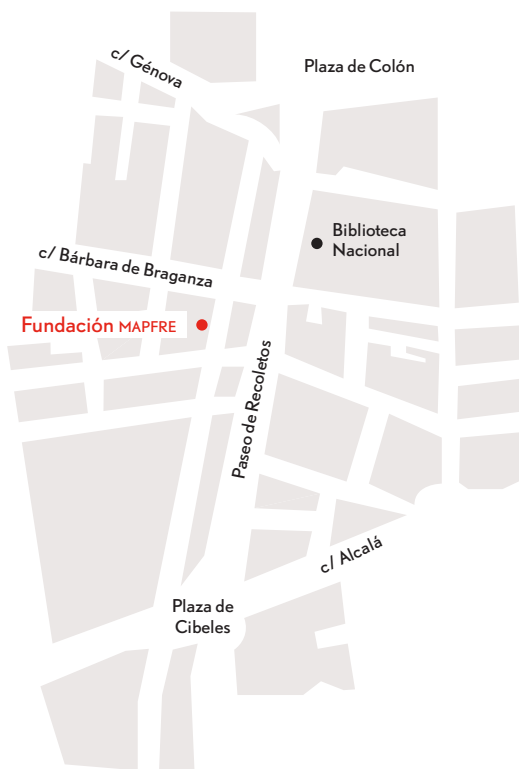 c/ Génova
Plaza de Colón
Biblioteca
Nacional
c/ Bárbara de Braganza
Fundación MAPFRE
Paseo de Recoletos
c/ Alcalá
Plaza de
Cibeles